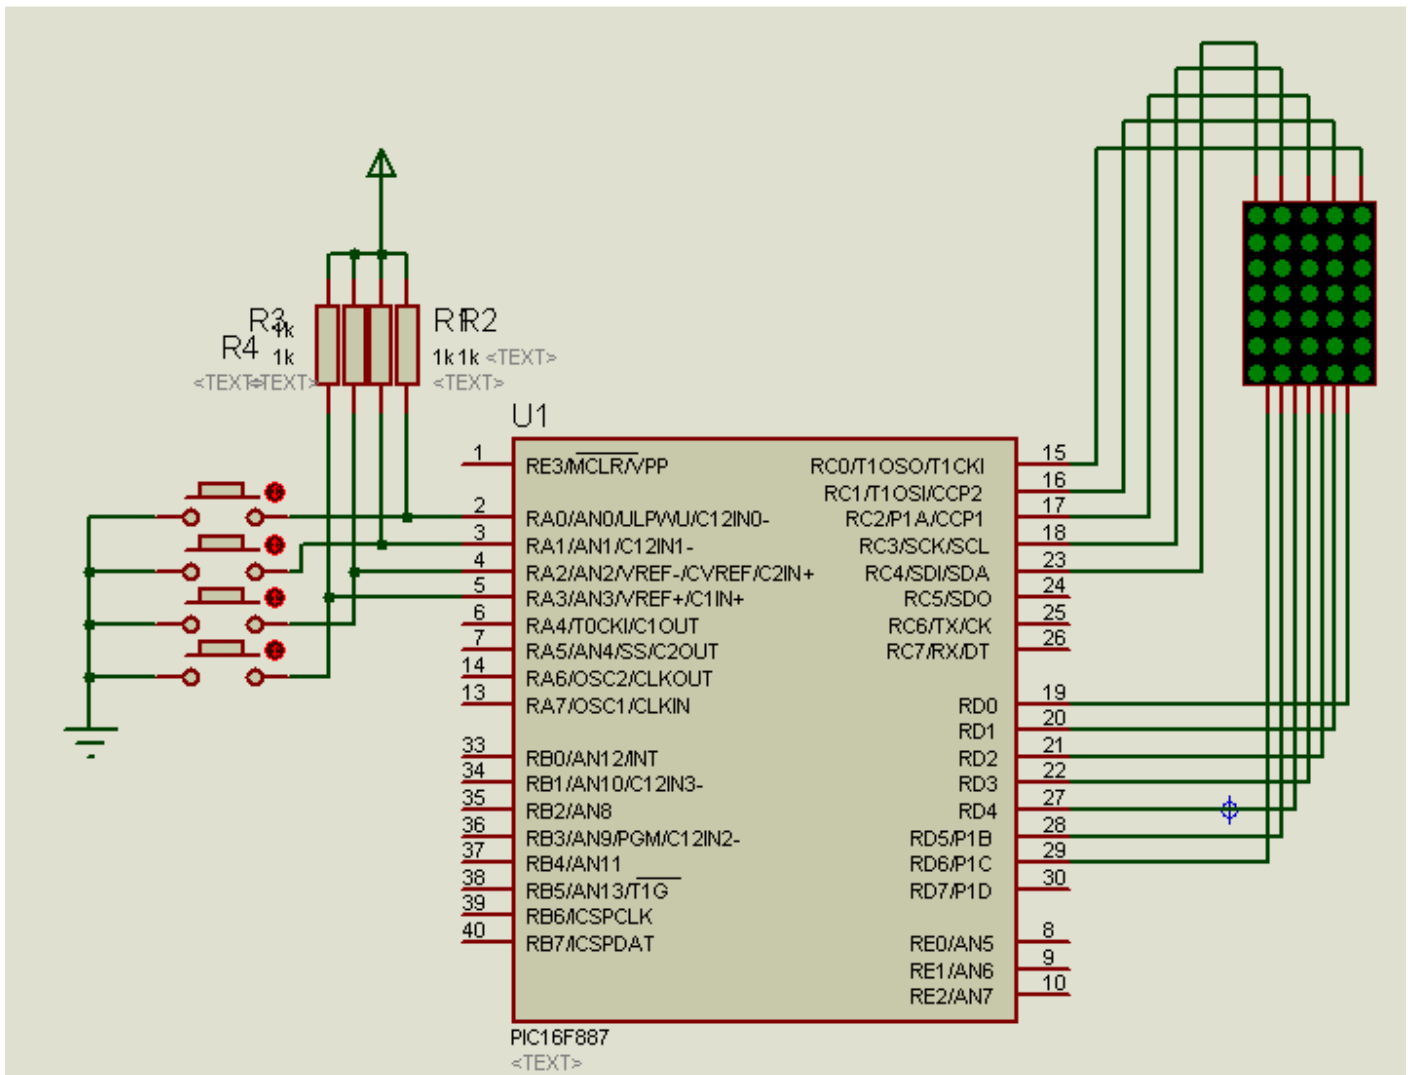 R3
1k
R4
1k
<TEXT>
<TEXT>
R1
R2
1k
1k
<TEXT>
<TEXT>
U1
1
RE3/MCLR/VPP
2
RA0/AN0/ULPWU/C12IN0-
3
RA1/AN1/C12IN1-
4
RA2/AN2/VREF-/CVREF/C2IN+
5
RA3/AN3/VREF+/C1IN+
6
RA4/T0CKI/C1OUT
7
RA5/AN4/SS/C2OUT
14
RA6/OSC2/CLKOUT
13
RA7/OSC1/CLKIN
33
RB0/AN12/INT
34
RB1/AN10/C12IN3-
35
RB2/AN8
36
RB3/AN9/PGM/C12IN2-
37
RB4/AN11
38
RB5/AN13/T1G
39
RB6/ICSPCLK
40
RB7/ICSPDAT
15
RC0/T1OSO/T1CKI
16
RC1/T1OSI/CCP2
17
RC2/P1A/CCP1
18
RC3/SCK/SCL
23
RC4/SDI/SDA
24
RC5/SDO
25
RC6/TX/CK
26
RC7/RX/DT
19
RD0
20
RD1
21
RD2
22
RD3
27
RD4
28
RD5/P1B
29
RD6/P1C
30
RD7/P1D
8
RE0/AN5
9
RE1/AN6
10
RE2/AN7
PIC16F887
<TEXT>